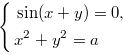 sin(x + y) = 0,
x² + y² = a